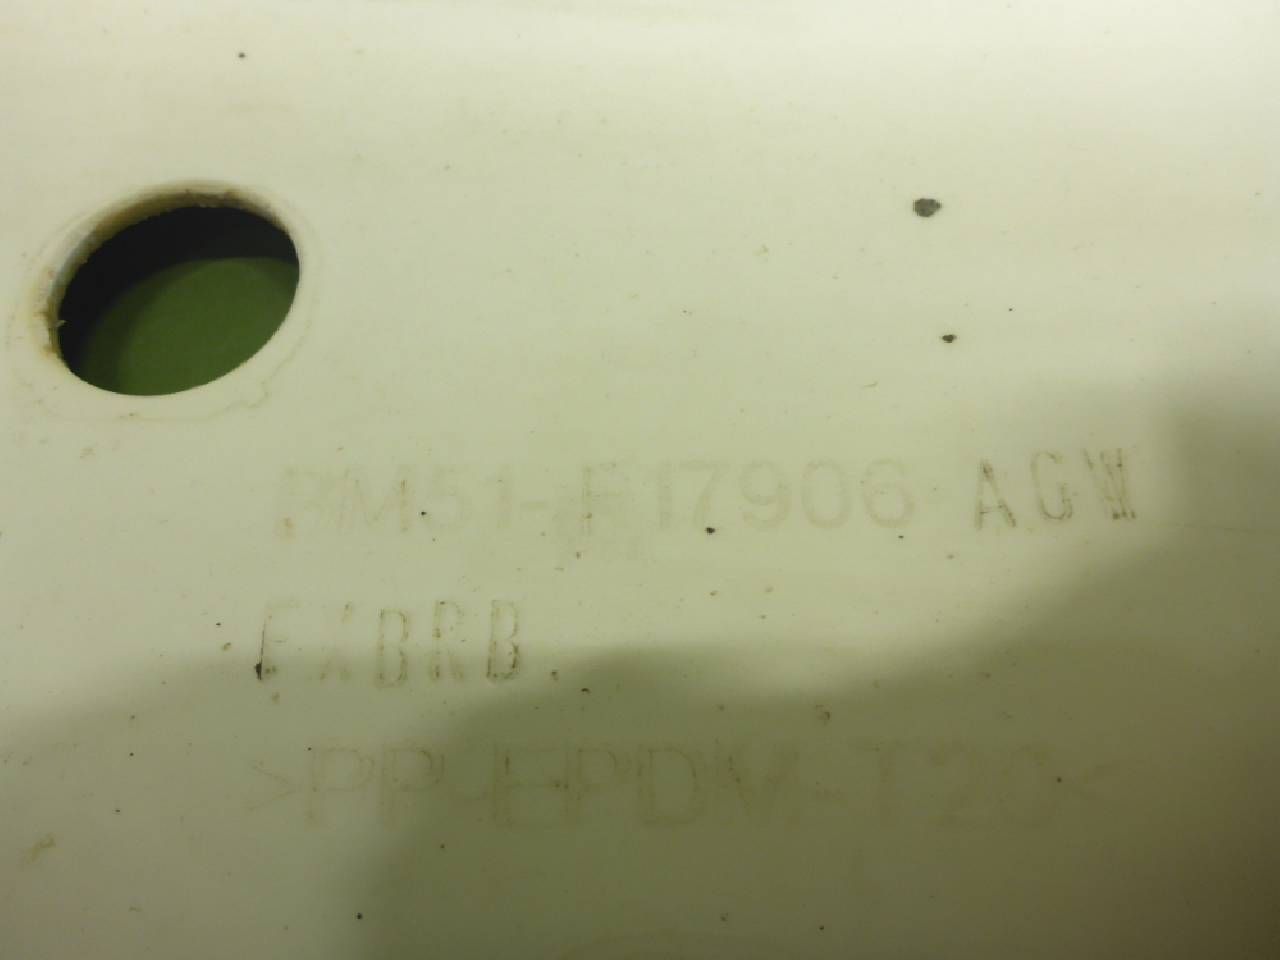 BM51-F17906 AGW
FXBRB
>PP-EPDM-T20<